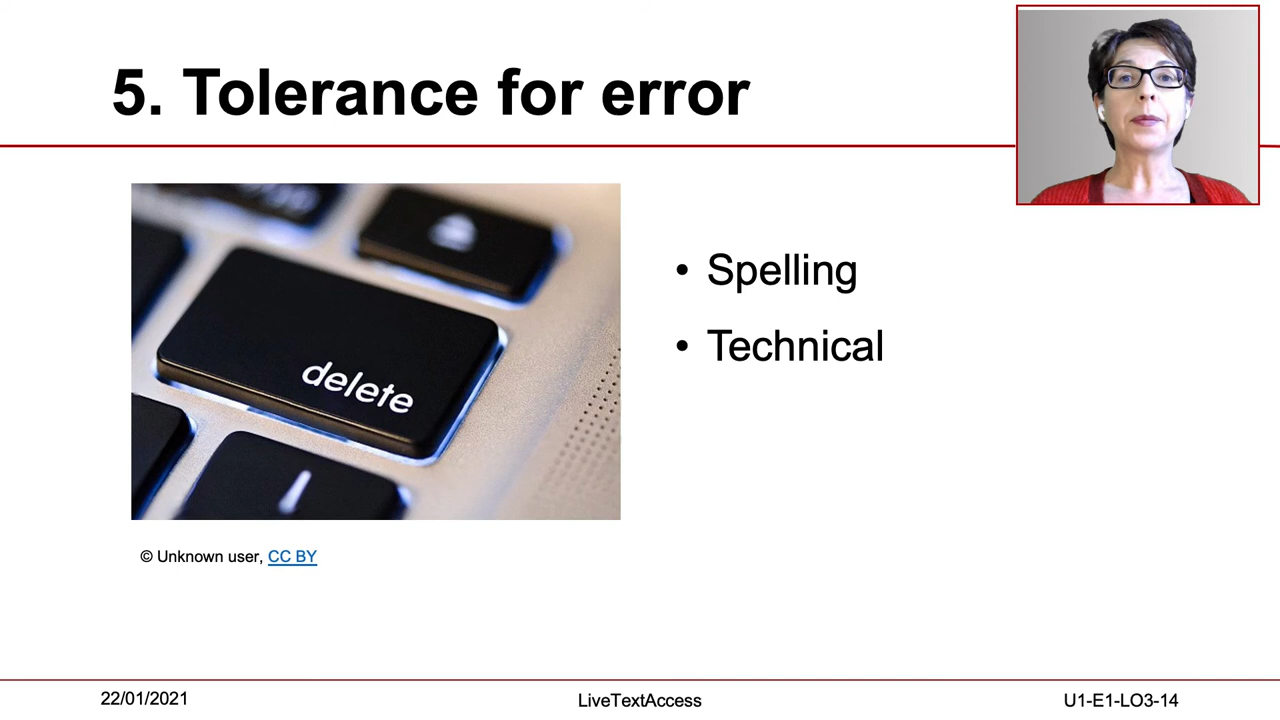 5. Tolerance for error
delete
• Spelling
• Technical
© Unknown user, CC BY
22/01/2021
LiveTextAccess
U1-E1-LO3-14